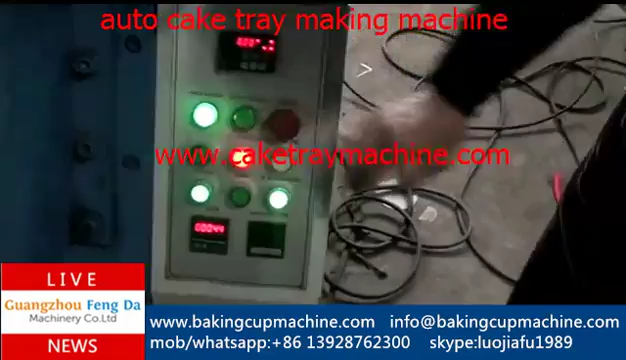 auto cake tray making machine
www.caketraymachine.com
LIVE
Guangzhou Feng Da
Machinery Co.Ltd
NEWS
www.bakingcupmachine.com info@bakingcupmachine.com
mob/whatsapp:+86 13928762300 skype:luojiafu1989